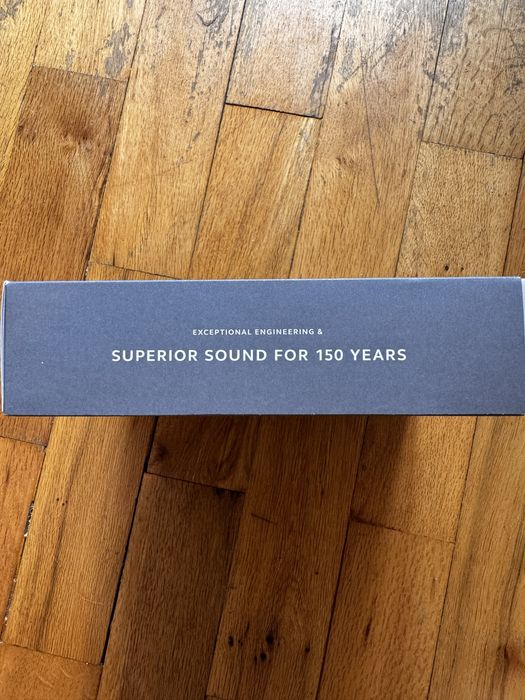 EXCEPTIONAL ENGINEERING &
SUPERIOR SOUND FOR 150 YEARS